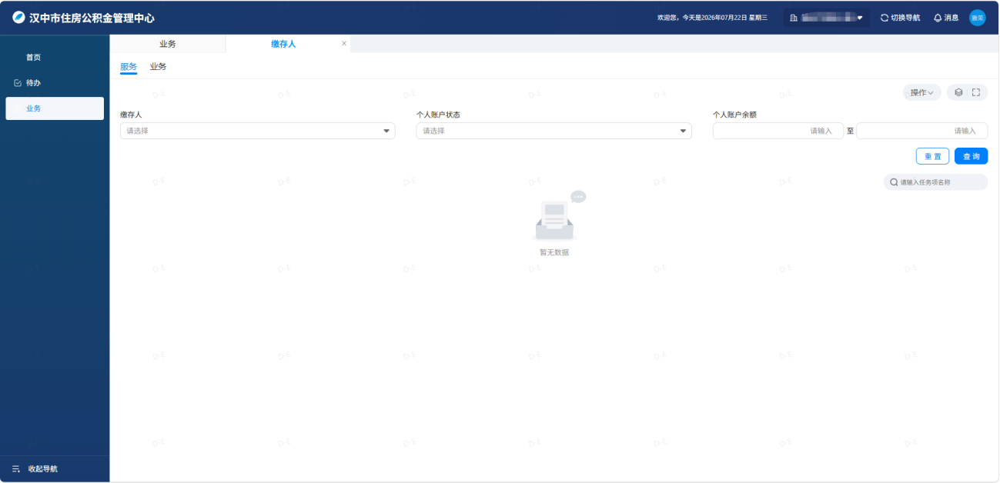 汉中市住房公积金管理中心
欢迎您，今天是2026年07月22日 星期三
切换导航
消息
首页
待办
业务
收起导航
业务
缴存人
服务 业务
操作
缴存人
请选择
个人账户状态
请选择
个人账户余额
请输入 至 请输入
重置 查询
请输入任务项名称
暂无数据